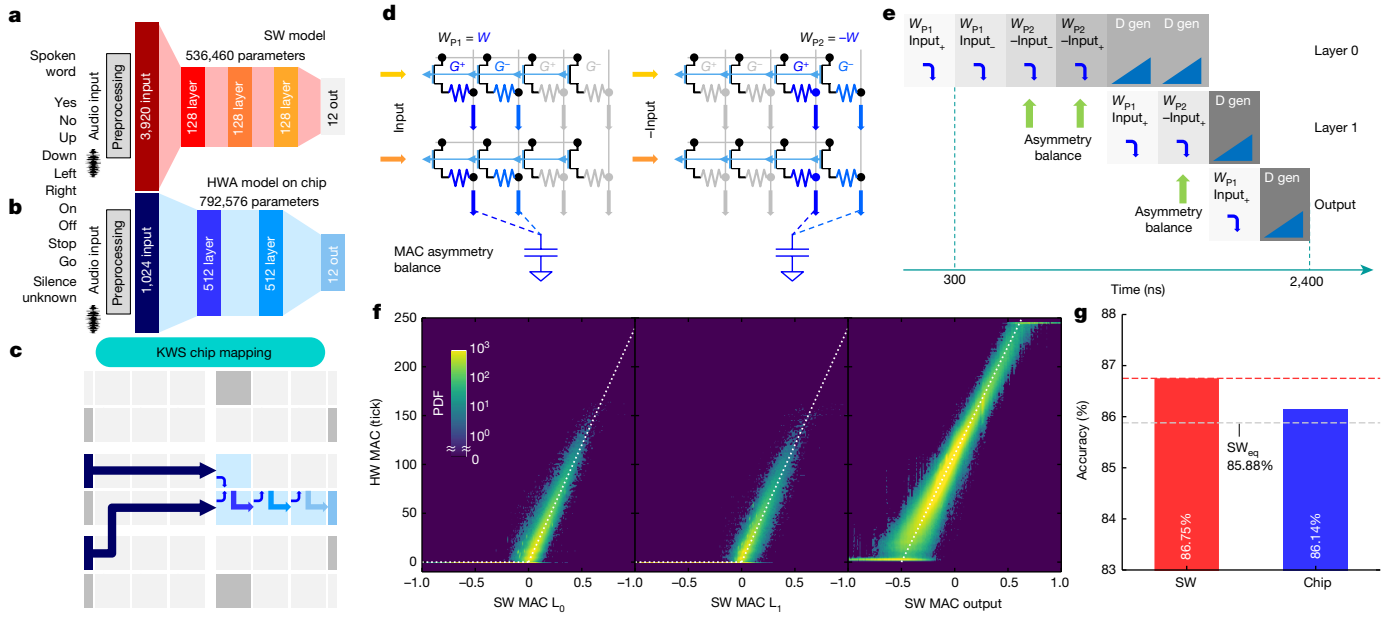 a
Spoken
word
Yes
No
Up
Down
Left
Right
On
Off
Stop
Go
Silence
unknown
Audio input
Preprocessing
3,920 input
SW model
536,460 parameters
128 layer
128 layer
128 layer
12 out
b
Audio input
Preprocessing
1,024 input
HWA model on chip
792,576 parameters
512 layer
512 layer
12 out
c
KWS chip mapping
d
W_P1 = W
G⁺ G⁻ G⁺ G⁻
Input
W_P2 = –W
G⁺ G⁻ G⁺ G⁻
–Input
MAC asymmetry
balance
e
W_P1 W_P1 W_P2 W_P2 D gen D gen
Input₊ Input₋ –Input₋ –Input₊
Layer 0
Asymmetry
balance
W_P1 W_P2 D gen
Input₊ –Input₊
Layer 1
Asymmetry
balance
W_P1 D gen
Input₊
Output
300
Time (ns)
2,400
f
HW MAC (tick)
250
200
150
100
50
0
PDF
10³
10²
10¹
10⁰
0
–1.0 –0.5 0 0.5 –1.0 –0.5 0 0.5 –1.0 –0.5 0 0.5 1.0
SW MAC L₀
SW MAC L₁
SW MAC output
g
Accuracy (%)
88
87
86
85
84
83
SW_eq
85.88%
86.75%
86.14%
SW
Chip